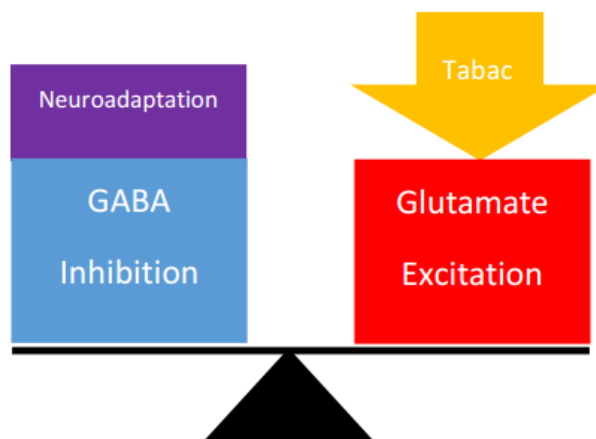 Neuroadaptation
GABA
Inhibition
Tabac
Glutamate
Excitation